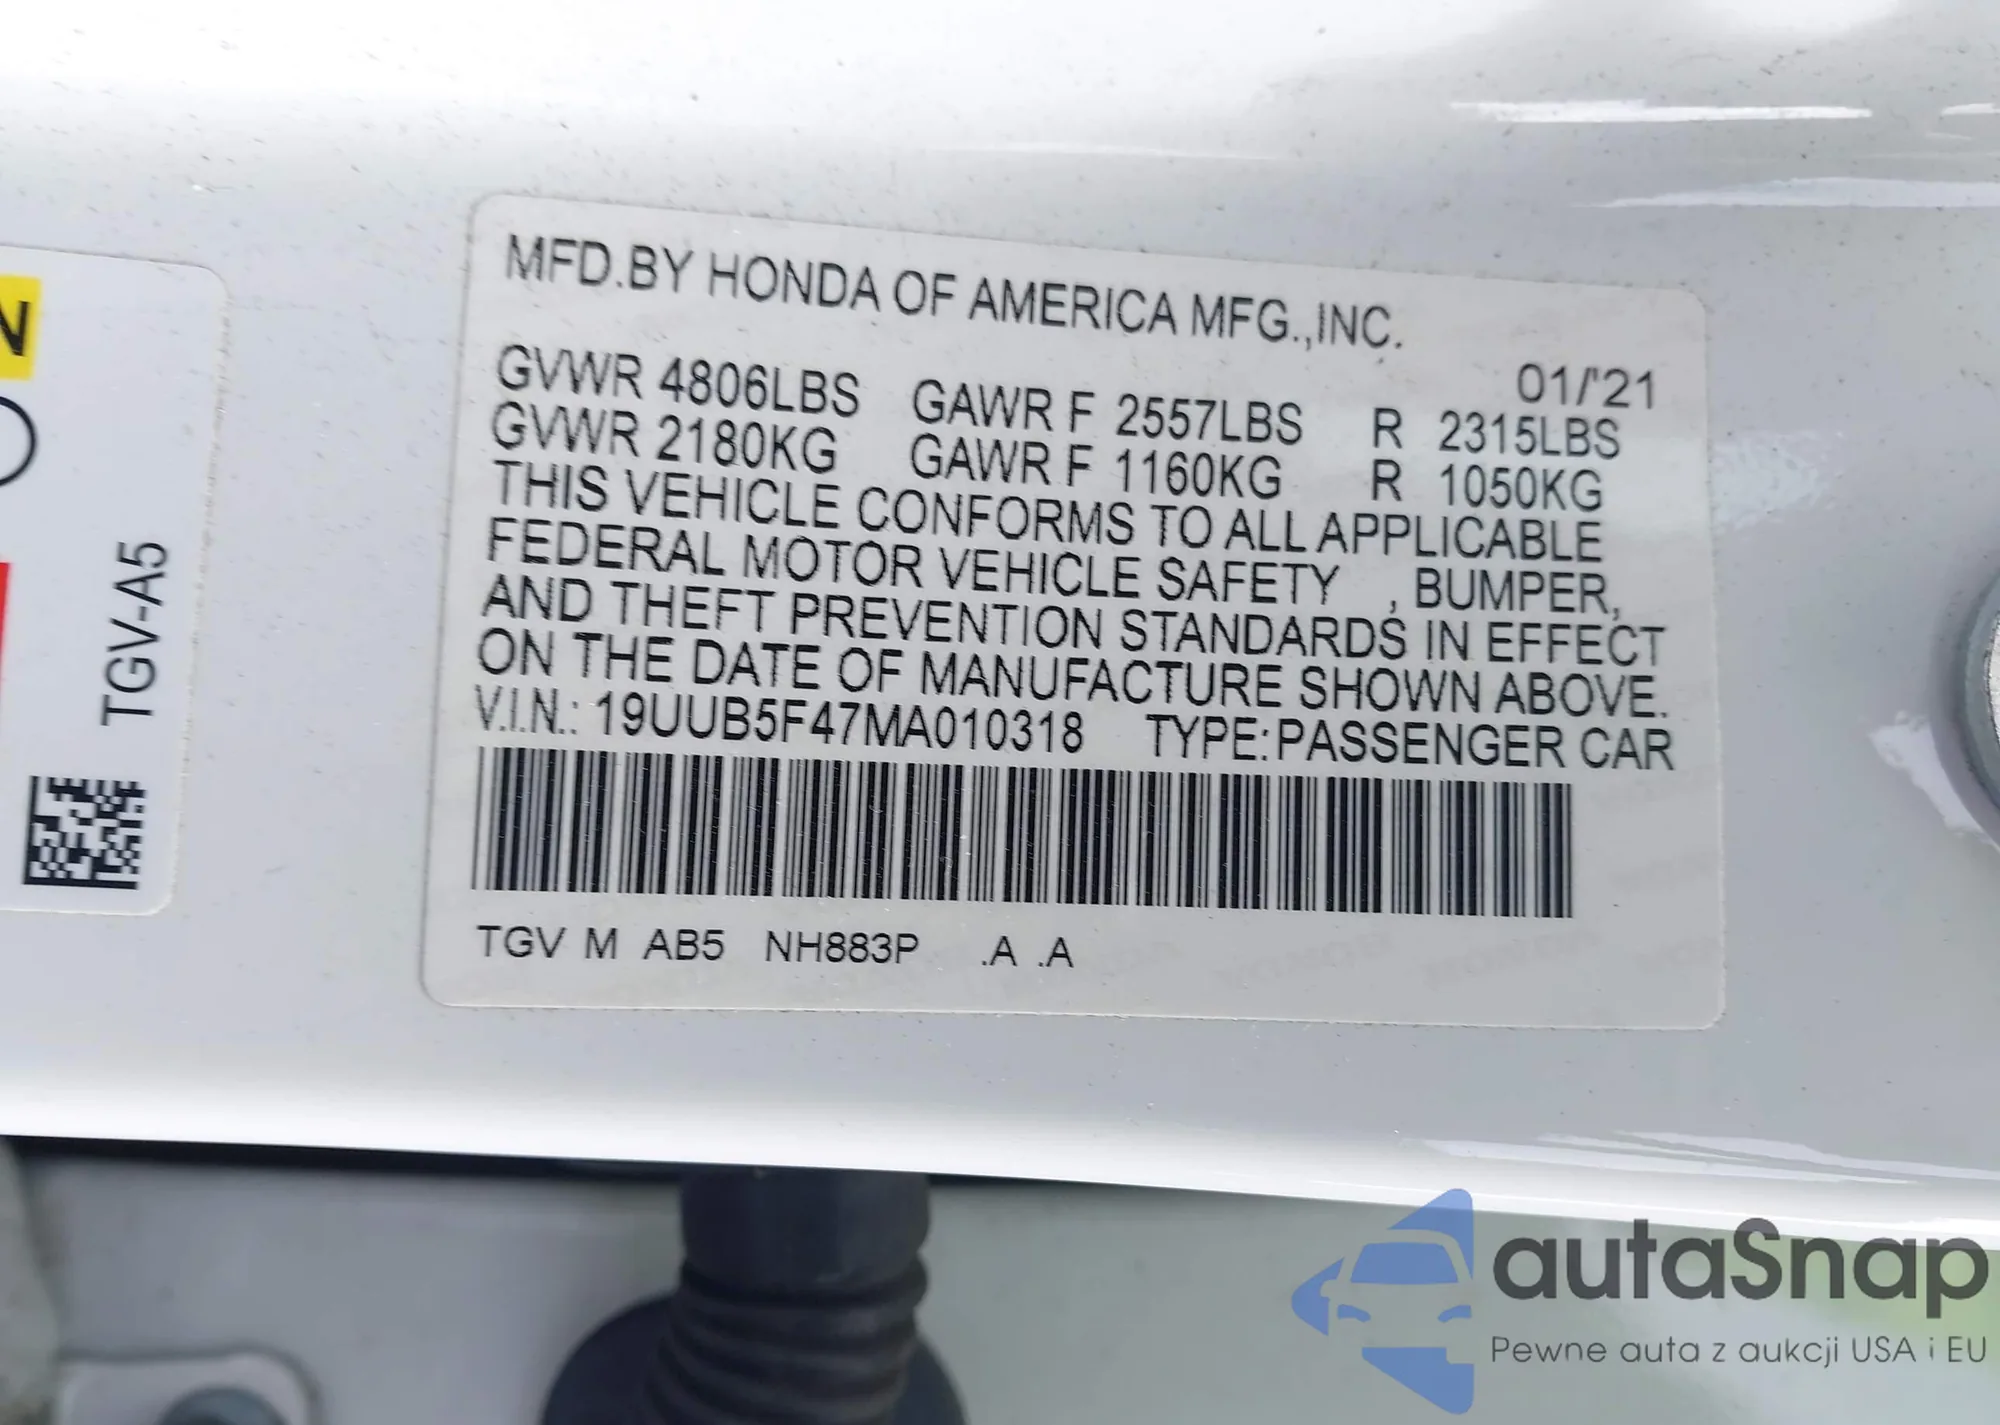 MFD.BY HONDA OF AMERICA MFG.,INC.
01/'21
GVWR 4806LBS GAWR F 2557LBS R 2315LBS
GVWR 2180KG GAWR F 1160KG R 1050KG
THIS VEHICLE CONFORMS TO ALL APPLICABLE
FEDERAL MOTOR VEHICLE SAFETY , BUMPER,
AND THEFT PREVENTION STANDARDS IN EFFECT
ON THE DATE OF MANUFACTURE SHOWN ABOVE.
V.I.N.: 19UUB5F47MA010318 TYPE:PASSENGER CAR
TGV M AB5 NH883P .A .A
N
TGV-A5
autaSnap
Pewne auta z aukcji USA i EU